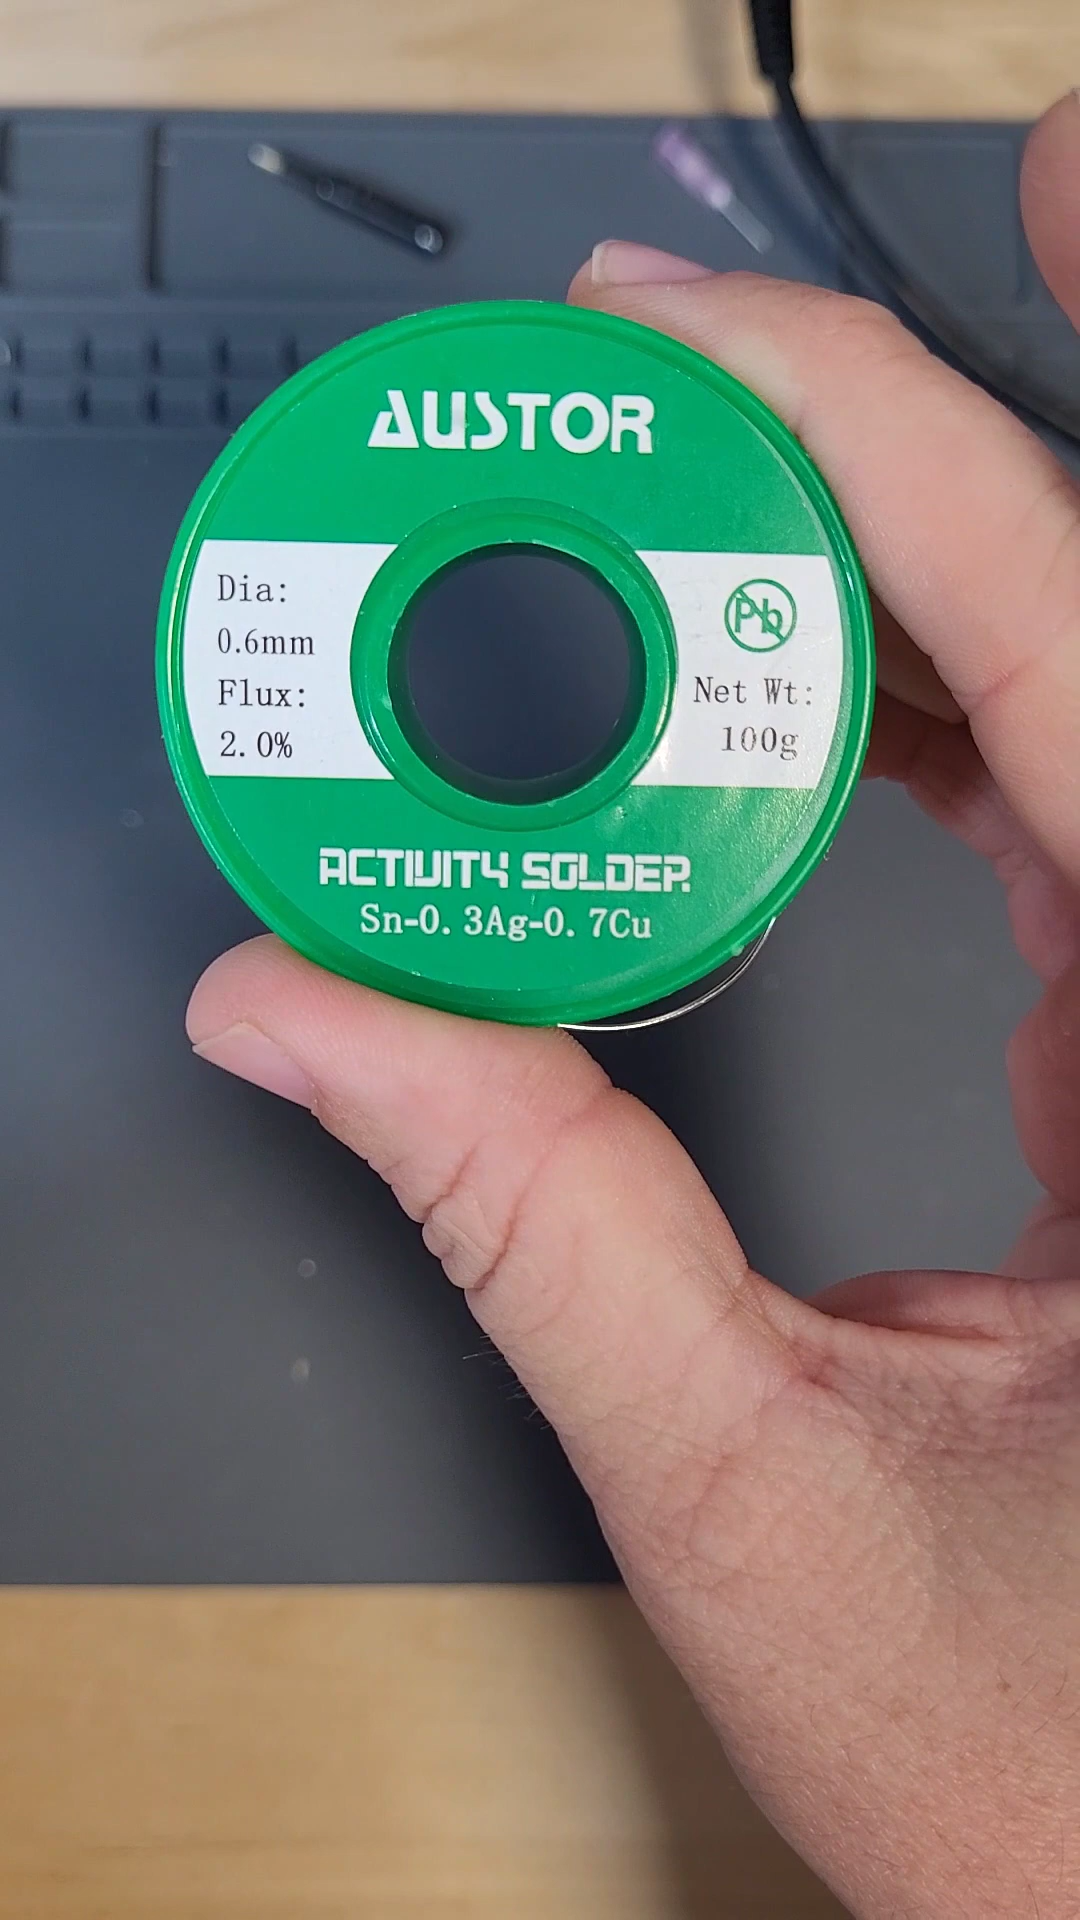 AUSTOR
Dia:
0.6mm
Flux:
2.0%
Pb
Net Wt:
100g
ACTIVITY SOLDER
Sn-0.3Ag-0.7Cu